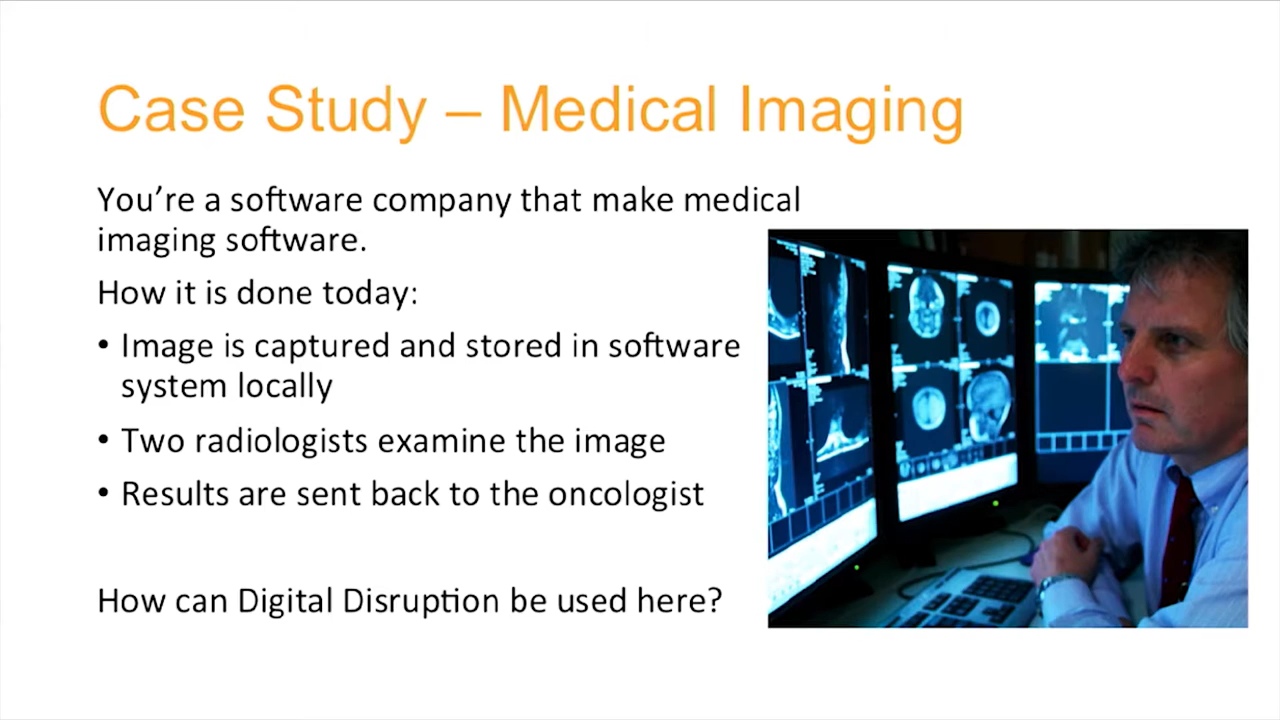 Case Study – Medical Imaging
You’re a software company that make medical
imaging software.
How it is done today:
• Image is captured and stored in software
system locally
• Two radiologists examine the image
• Results are sent back to the oncologist
How can Digital Disruption be used here?